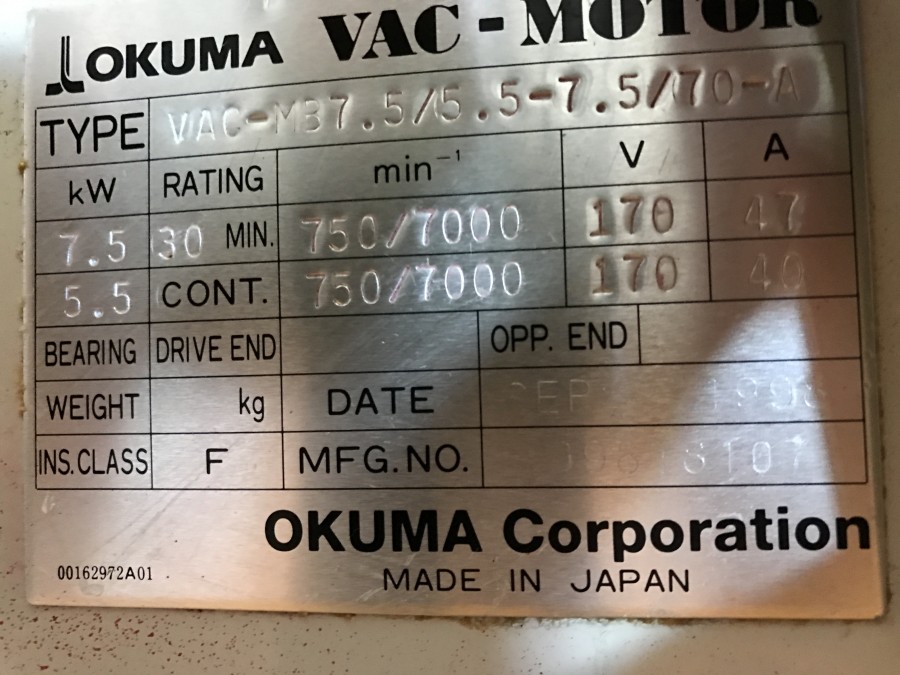 OKUMA VAC-MOTOR
TYPE VAC-MB7.5/5.5-7.5/70-A
kW RATING min⁻¹ V A
7.5 30 MIN. 750/7000 170 47
5.5 CONT. 750/7000 170 40
BEARING DRIVE END OPP. END
WEIGHT kg DATE
INS. CLASS F MFG. NO.
OKUMA Corporation
00162972A01 MADE IN JAPAN